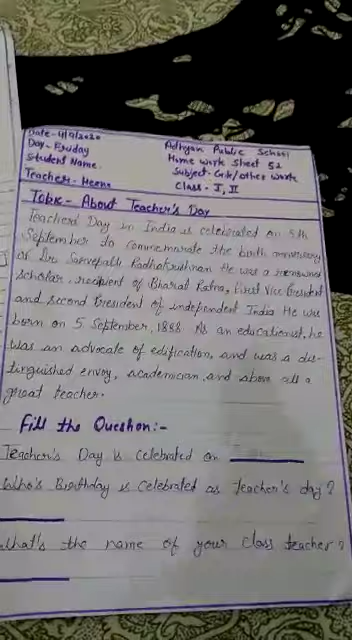 Date - 4/9/2020
Day - Friday
Student Name
Teacher - Heena
Adhyan Public School
Home work Sheet 52
Subject - G.K/other work
Class - I, II
Topic - About Teacher's Day
Teachers Day in India is celebrated on 5th
September to commemorate the birth anniversary
of Dr. Sarvepalli Radhakrishnan He was a renowned
scholar, recipient of Bharat Ratna, First Vice President
and second President of independent India He was
born on 5 September, 1888. As an educationist, he
was an advocate of edification, and was a dis-
tinguished envoy, academician and above all a
great teacher.
Fill the Question:-
Teacher's Day is Celebrated on
Who's Birthday is Celebrated as Teacher's day?
What's the name of your class teacher?